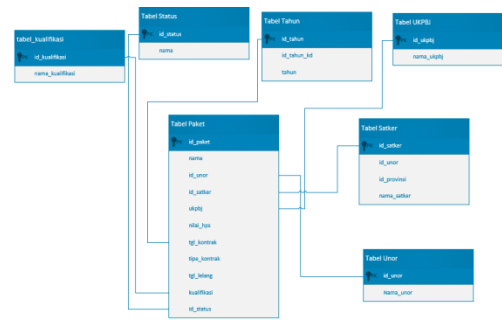 tabel_kualifikasi
id_kualifikasi
nama_kualifikasi
Tabel Status
id_status
nama
Tabel Tahun
id_tahun
id_tahun_kd
tahun
Tabel UKPBJ
id_ukpbj
nama_ukpbj
Tabel Paket
id_paket
nama
id_unor
id_satker
ukpbj
nilai_hps
tgl_kontrak
tipe_kontrak
tgl_lelang
kualifikasi
id_status
Tabel Satker
id_satker
id_unor
id_provinsi
nama_satker
Tabel Unor
id_unor
Nama_unor